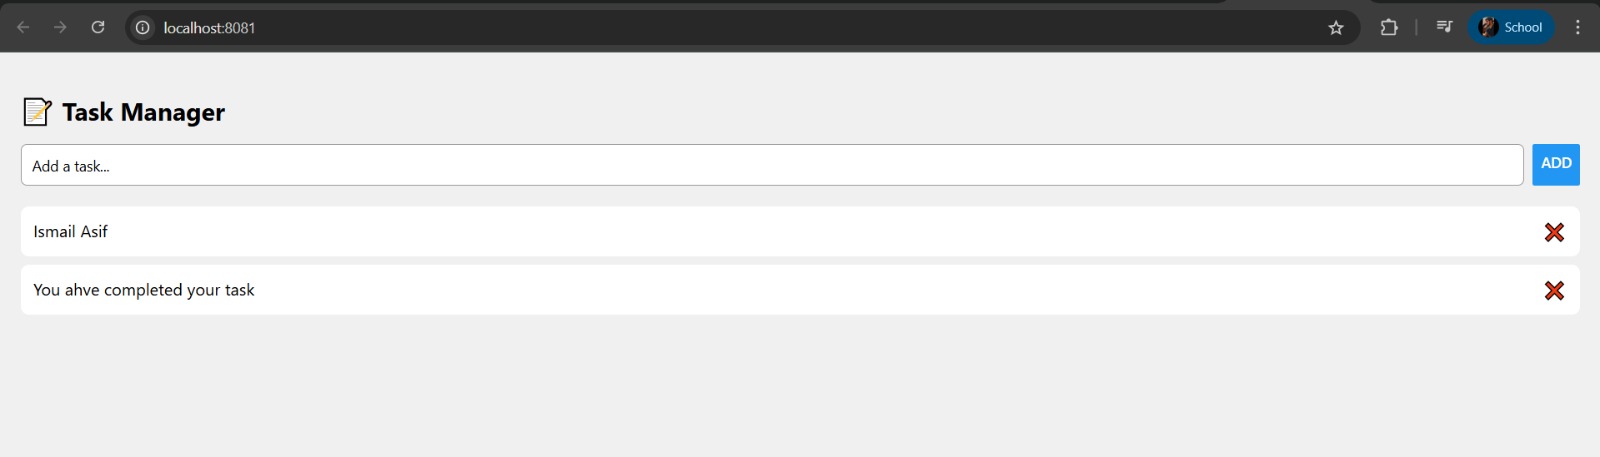 localhost:8081
School
Task Manager
Add a task...
ADD
Ismail Asif
You ahve completed your task